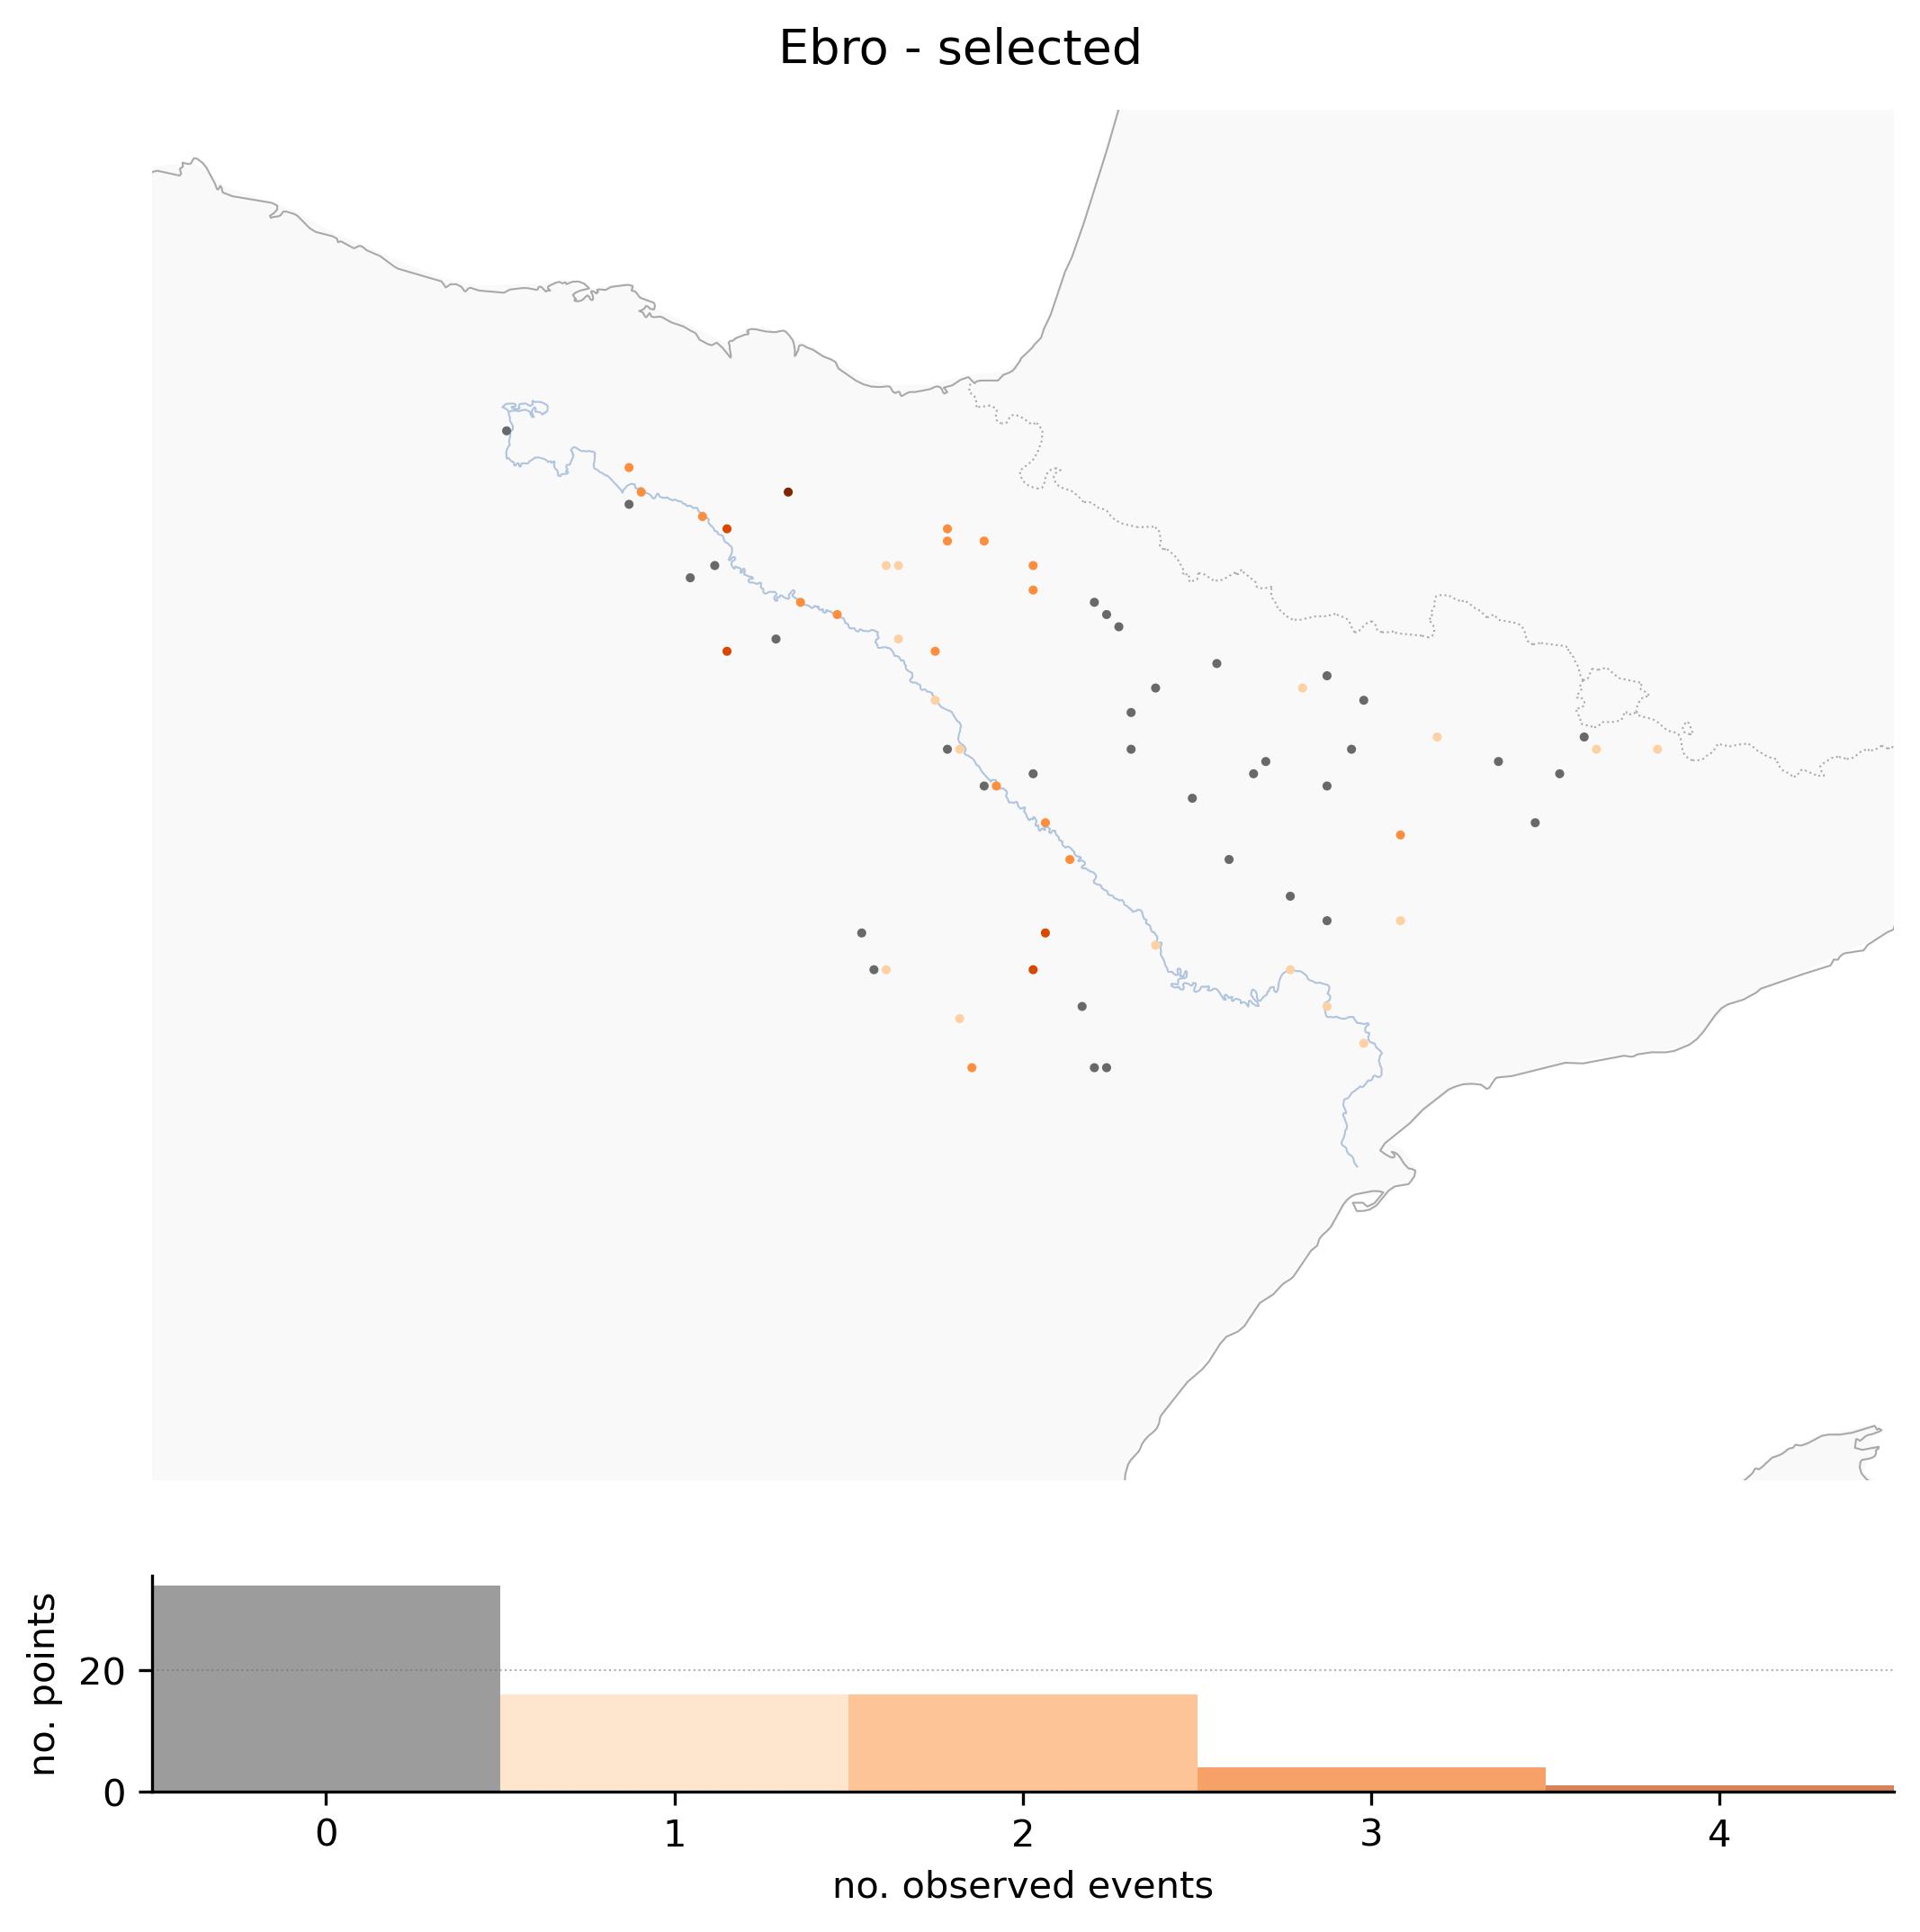 Ebro - selected
no. points
20
0
0 1 2 3 4
no. observed events